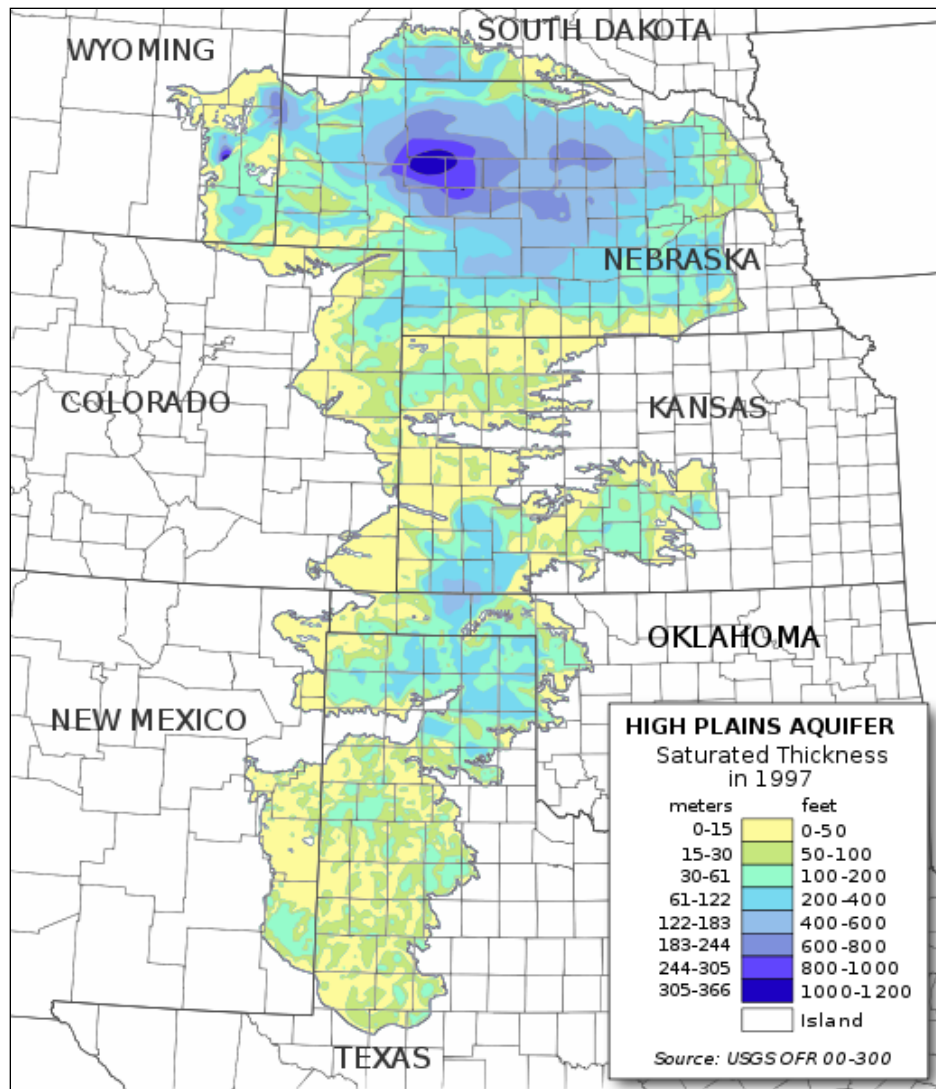 SOUTH DAKOTA
WYOMING
NEBRASKA
COLORADO
KANSAS
OKLAHOMA
NEW MEXICO
TEXAS
HIGH PLAINS AQUIFER
Saturated Thickness
in 1997
meters feet
0-15 0-50
15-30 50-100
30-61 100-200
61-122 200-400
122-183 400-600
183-244 600-800
244-305 800-1000
305-366 1000-1200
Island
Source: USGS OFR 00-300